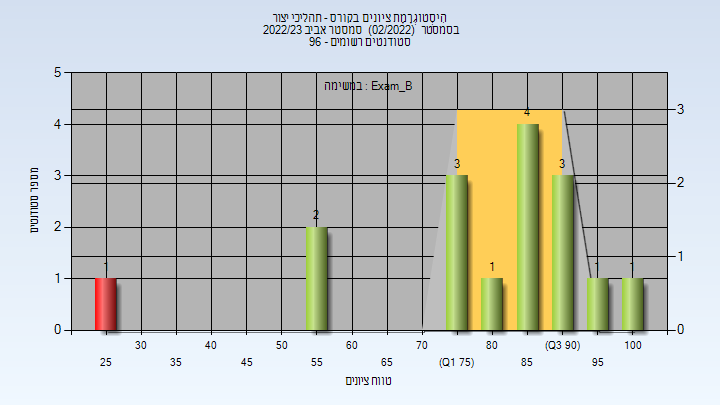 היסטוגרמת ציונים בקורס - תהליכי יצור
בסמסטר (02/2022) סמסטר אביב 2022/23
סטודנטים רשומים - 96
במשימה : Exam_B
מספר סטודנטים
5
4
3
2
1
0
3
2
1
0
1
2
3
1
4
3
1
1
30 40 50 60 70 80 (Q3 90) 100
25 35 45 55 65 (Q1 75) 85 95
טווח ציונים